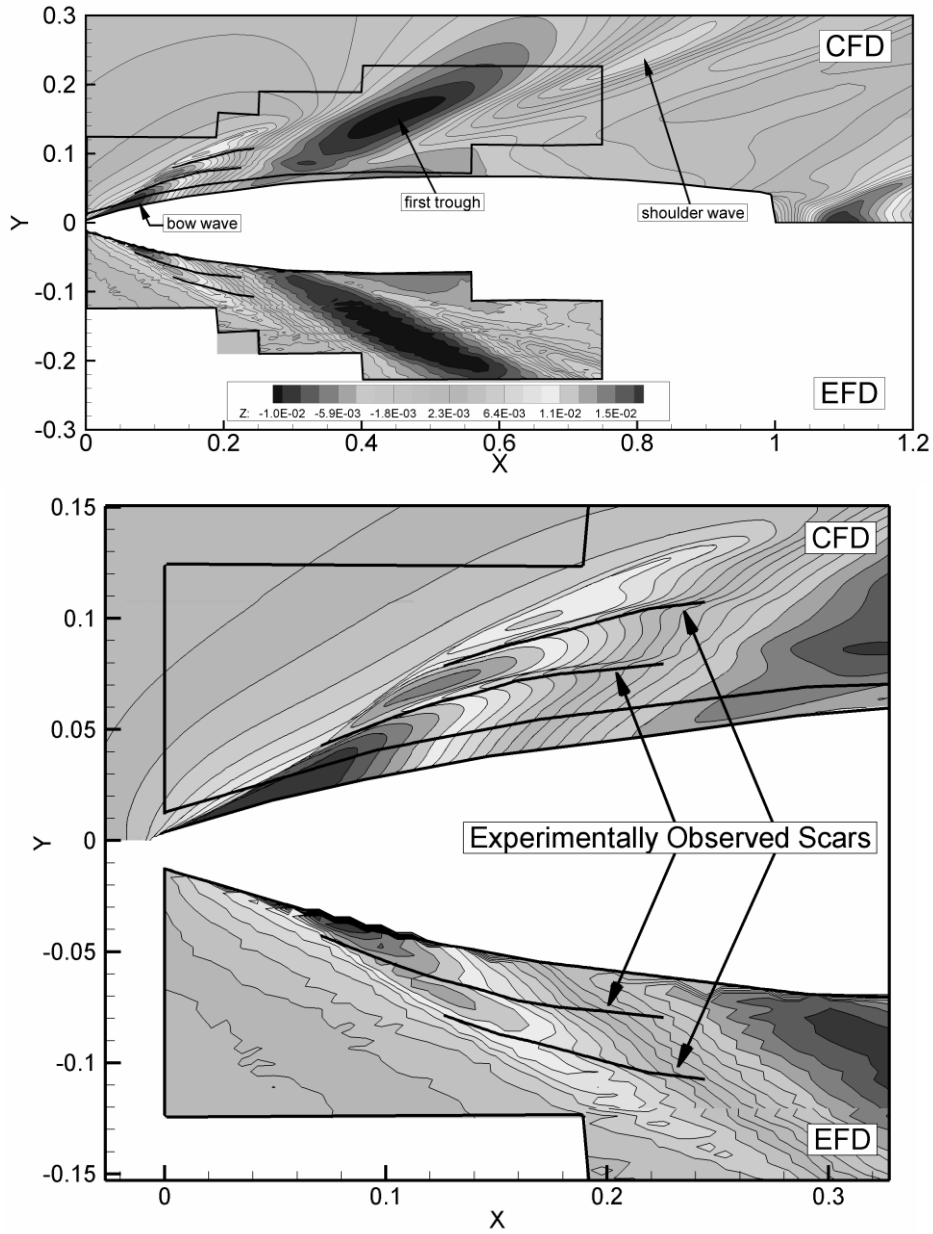 0.3
CFD
0.2
0.1
first trough
shoulder wave
Y
0
bow wave
-0.1
-0.2
EFD
Z: -1.0E-02 -5.9E-03 -1.8E-03 2.3E-03 6.4E-03 1.1E-02 1.5E-02
-0.3
0 0.2 0.4 0.6 0.8 1 1.2
X
0.15
CFD
0.1
0.05
Y
0
Experimentally Observed Scars
-0.05
-0.1
EFD
-0.15
0 0.1 0.2 0.3
X